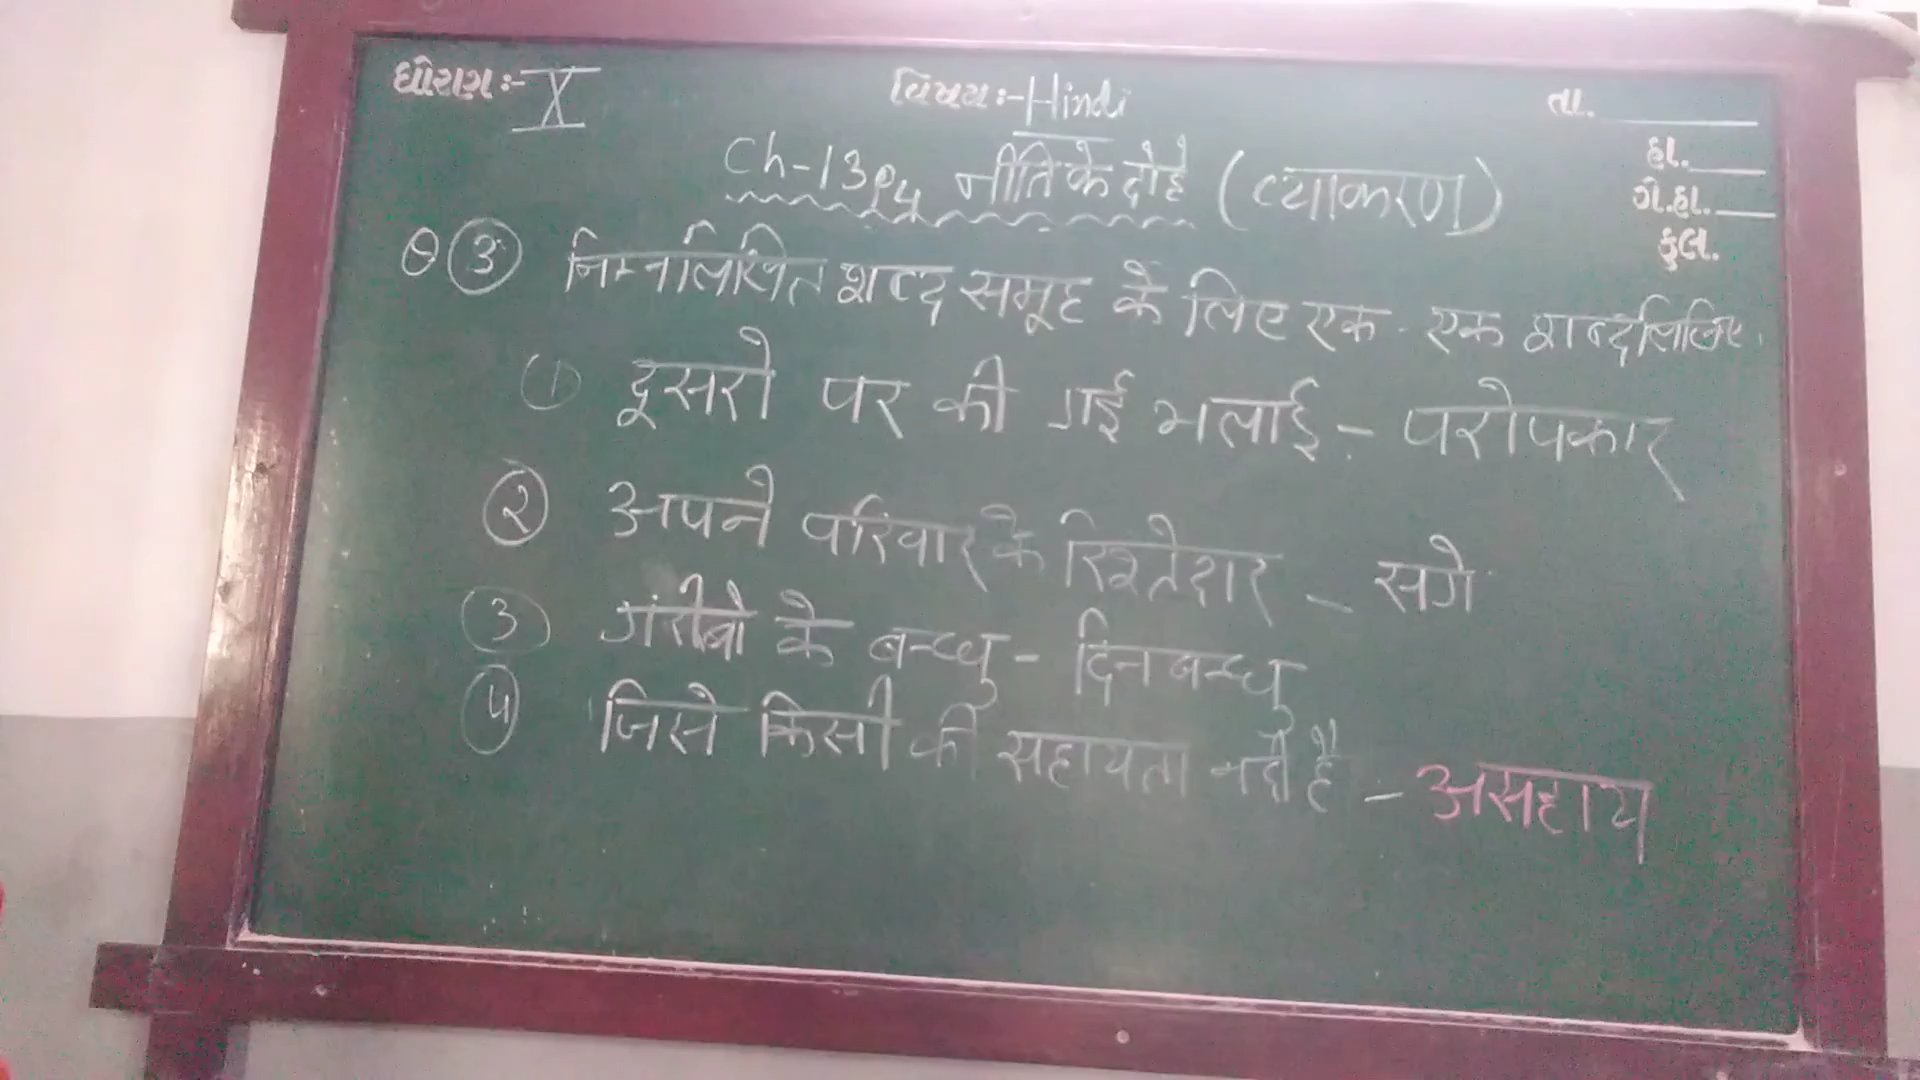 ધોરણઃ- X વિષયઃ- Hindi તા.
હા.
ગે.હા.
કુલ.
Ch-13 નીતિ के दोहे (व्याकरण)
③ निम्नलिखित शब्द समूह के लिए एक - एक शब्द लिखिए.
① दूसरो पर की गई भलाई - परोपकार
② अपने परिवार के रिश्तेदार - सगे
③ गरीबो के बन्धु - दिनबन्धु
④ जिसे किसी की सहायता नही है - असहाय